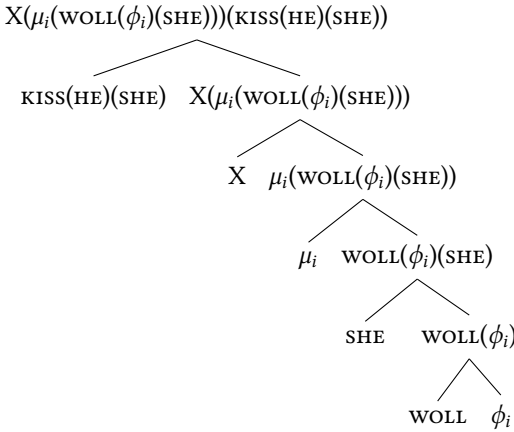 X(μᵢ(WOLL(ϕᵢ)(SHE)))(KISS(HE)(SHE))
KISS(HE)(SHE) X(μᵢ(WOLL(ϕᵢ)(SHE)))
X μᵢ(WOLL(ϕᵢ)(SHE))
μᵢ WOLL(ϕᵢ)(SHE)
SHE WOLL(ϕᵢ)
WOLL ϕᵢ